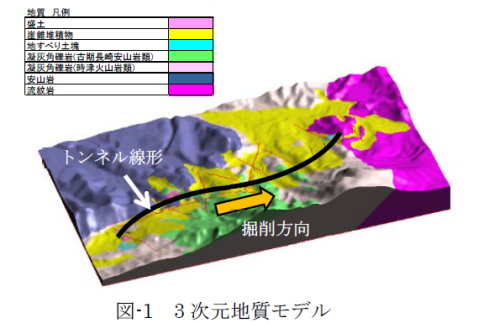 地質 凡例
盛土
崖錐堆積物
地すべり土塊
凝灰角礫岩(古期長崎安山岩類)
凝灰角礫岩(時津火山岩類)
安山岩
流紋岩
トンネル線形
掘削方向
図-1 3次元地質モデル